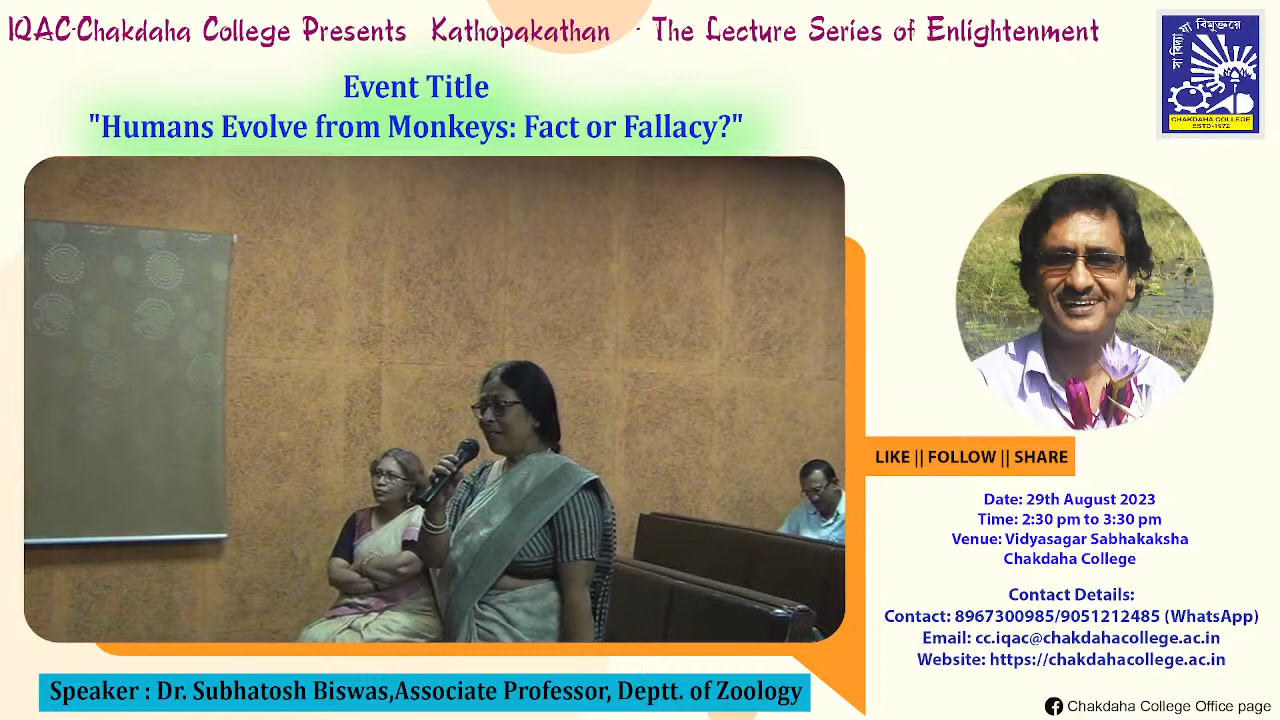 IQAC-Chakdaha College Presents Kathopakathan - The Lecture Series of Enlightenment
সা বিদ্যা যা বিমুক্তয়ে
CHAKDAHA COLLEGE
ESTD-1972
Event Title
"Humans Evolve from Monkeys: Fact or Fallacy?"
LIKE || FOLLOW || SHARE
Date: 29th August 2023
Time: 2:30 pm to 3:30 pm
Venue: Vidyasagar Sabhakaksha
Chakdaha College
Contact Details:
Contact: 8967300985/9051212485 (WhatsApp)
Email: cc.iqac@chakdahacollege.ac.in
Website: https://chakdahacollege.ac.in
Speaker : Dr. Subhatosh Biswas,Associate Professor, Deptt. of Zoology
Chakdaha College Office page